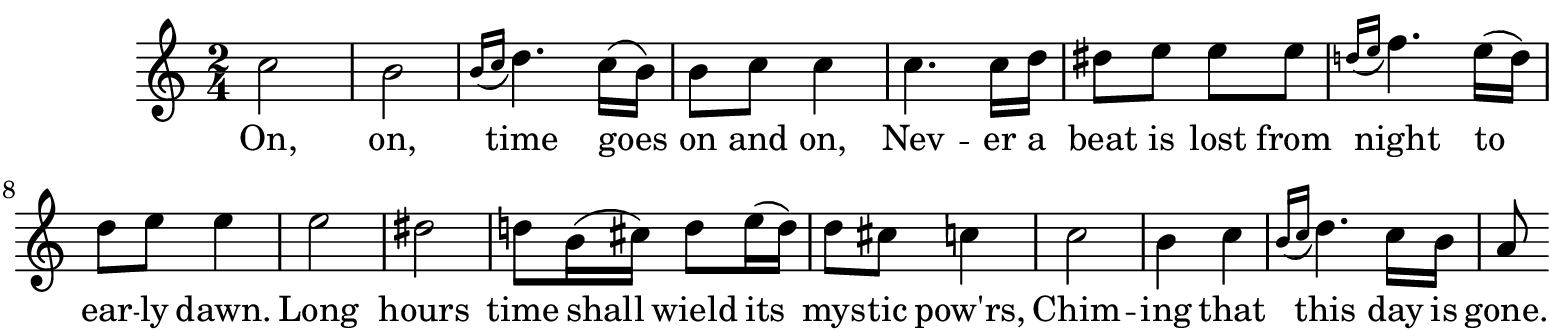 2
4
On, on, time goes on and on, Nev - er a beat is lost from night to
8
ear - ly dawn. Long hours time shall wield its mystic pow'rs, Chim - ing that this day is gone.